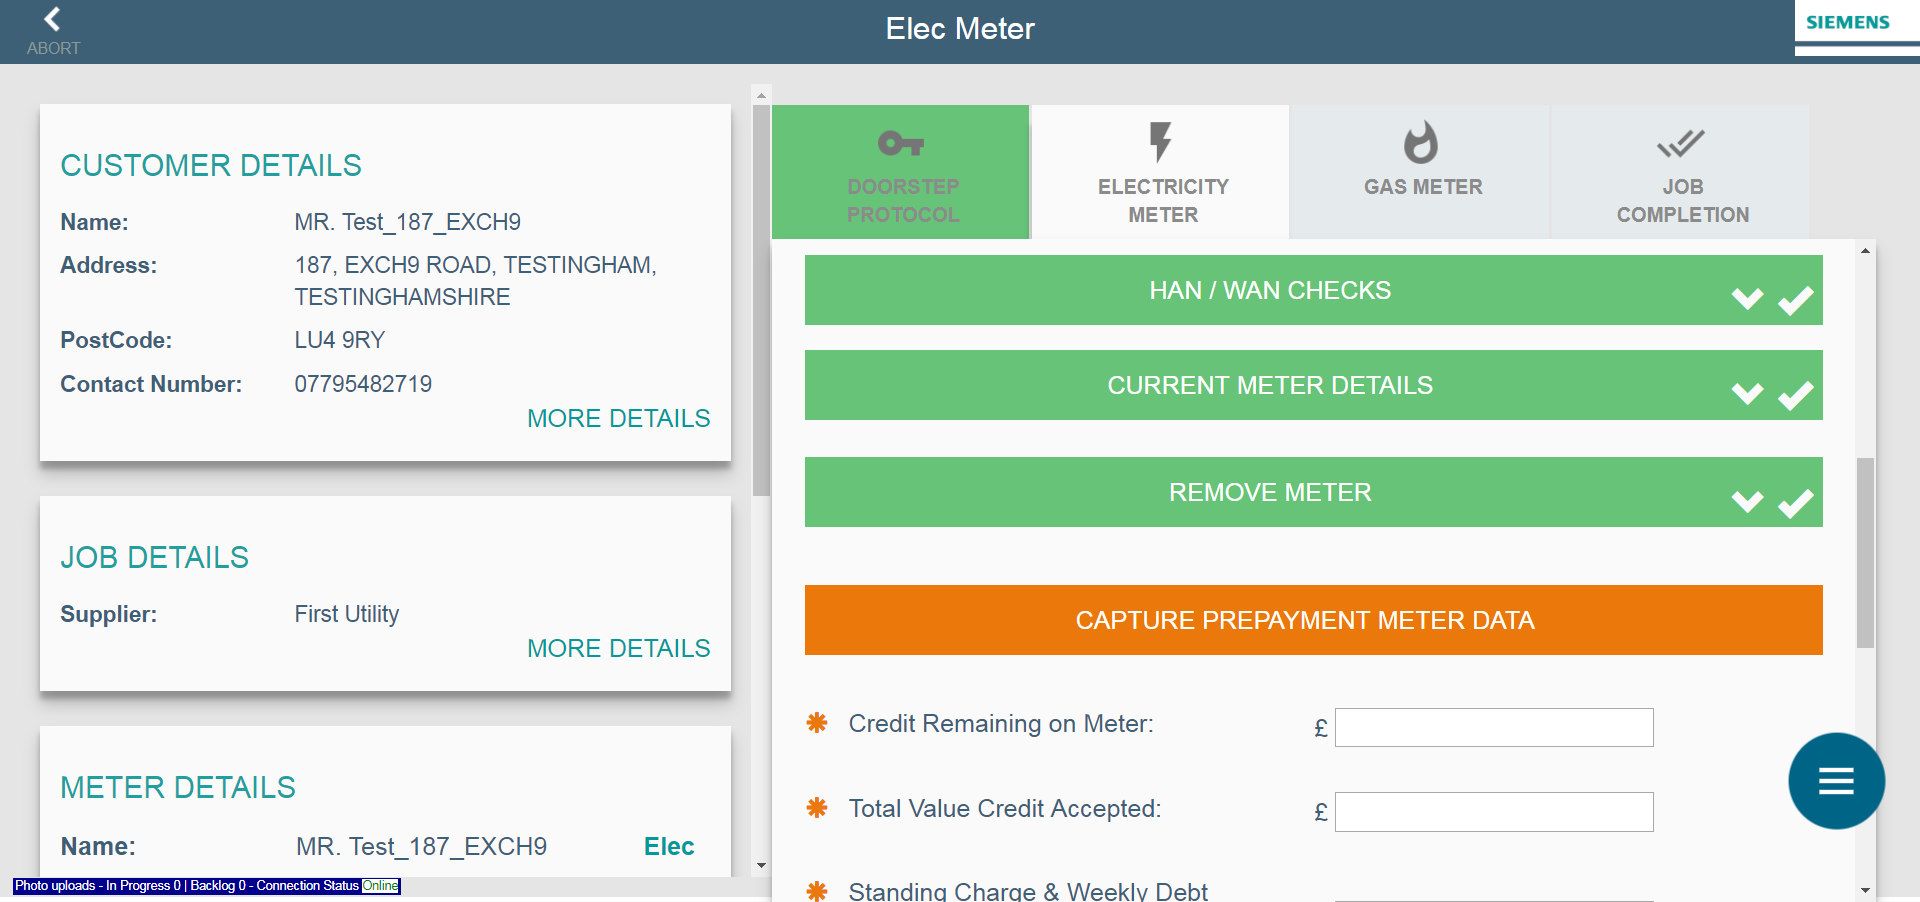 ABORT
Elec Meter
SIEMENS
CUSTOMER DETAILS
Name: MR. Test_187_EXCH9
Address: 187, EXCH9 ROAD, TESTINGHAM,
TESTINGHAMSHIRE
PostCode: LU4 9RY
Contact Number: 07795482719
MORE DETAILS
JOB DETAILS
Supplier: First Utility
MORE DETAILS
METER DETAILS
Name: MR. Test_187_EXCH9 Elec
Photo uploads - In Progress 0 | Backlog 0 - Connection Status Online
DOORSTEP
PROTOCOL
ELECTRICITY
METER
GAS METER
JOB
COMPLETION
HAN / WAN CHECKS
CURRENT METER DETAILS
REMOVE METER
CAPTURE PREPAYMENT METER DATA
✱ Credit Remaining on Meter: £
✱ Total Value Credit Accepted: £
✱ Standing Charge & Weekly Debt